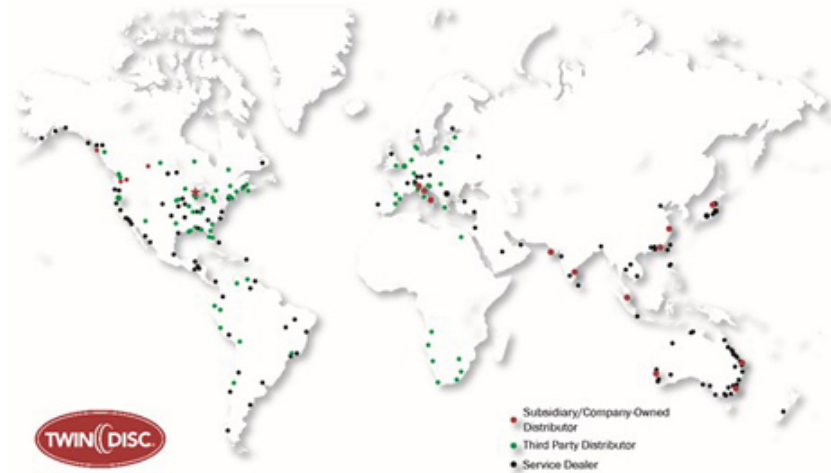 Subsidiary/Company-Owned
Distributor
Third Party Distributor
Service Dealer
TWIN DISC